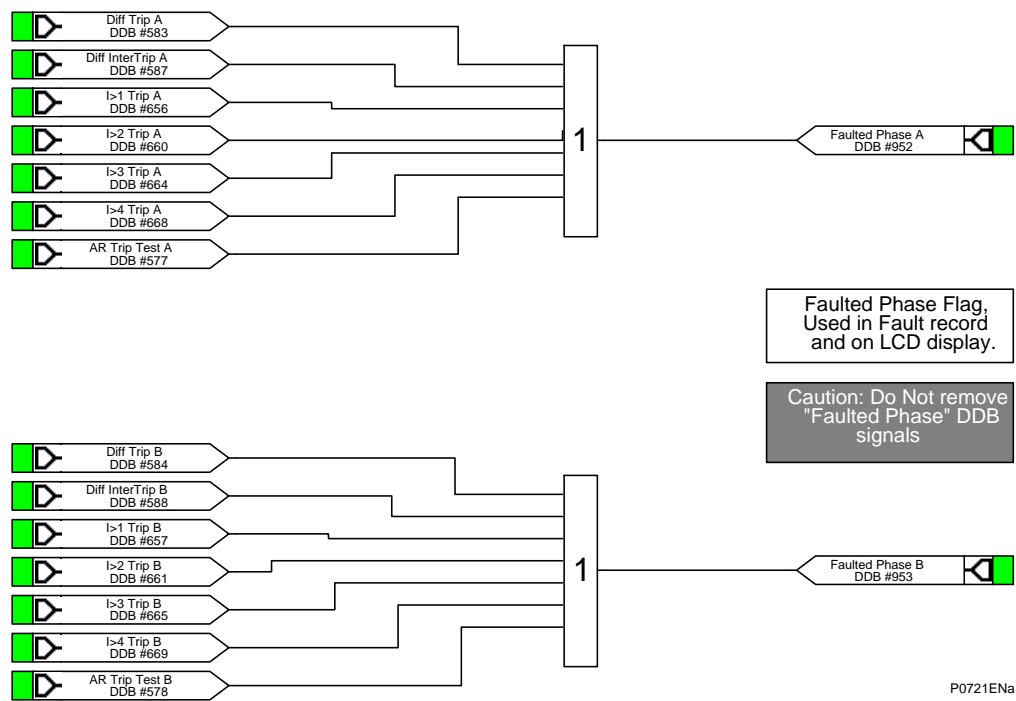 Diff Trip A
DDB #583
Diff InterTrip A
DDB #587
I>1 Trip A
DDB #656
I>2 Trip A
DDB #660
I>3 Trip A
DDB #664
I>4 Trip A
DDB #668
AR Trip Test A
DDB #577
1
Faulted Phase A
DDB #952
Faulted Phase Flag,
Used in Fault record
and on LCD display.
Caution: Do Not remove
"Faulted Phase" DDB
signals
Diff Trip B
DDB #584
Diff InterTrip B
DDB #588
I>1 Trip B
DDB #657
I>2 Trip B
DDB #661
I>3 Trip B
DDB #665
I>4 Trip B
DDB #669
AR Trip Test B
DDB #578
1
Faulted Phase B
DDB #953
P0721ENa